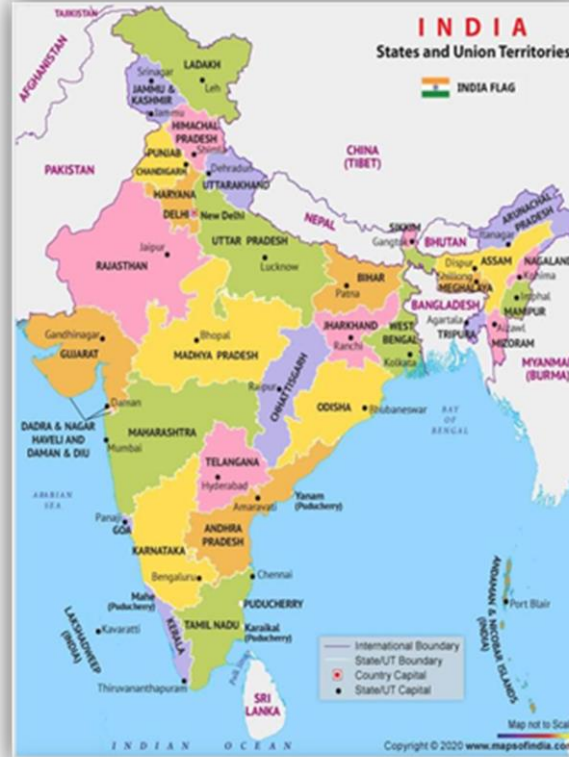 TAJIKISTAN
INDIA
States and Union Territories
INDIA FLAG
AFGHANISTAN
LADAKH
Srinagar
Leh
JAMMU &
KASHMIR
Jammu
HIMACHAL
PRADESH
Shimla
PUNJAB
CHANDIGARH
Dehradun
UTTARAKHAND
PAKISTAN
CHINA
(TIBET)
HARYANA
DELHI
New Delhi
NEPAL
SIKKIM
Gangtok
BHUTAN
ARUNACHAL
PRADESH
Itanagar
UTTAR PRADESH
Lucknow
Jaipur
RAJASTHAN
BIHAR
Patna
Dispur
ASSAM
NAGALAND
Kohima
Shillong
MEGHALAYA
Imphal
MANIPUR
BANGLADESH
Agartala
TRIPURA
Aizawl
MIZORAM
MYANMAR
(BURMA)
Gandhinagar
GUJARAT
Bhopal
MADHYA PRADESH
JHARKHAND
Ranchi
WEST
BENGAL
Kolkata
CHHATTISGARH
Raipur
ODISHA
Bhubaneswar
BAY
OF
BENGAL
Daman
DADRA & NAGAR
HAVELI AND
DAMAN & DIU
MAHARASHTRA
Mumbai
TELANGANA
Hyderabad
ARABIAN
SEA
Amaravati
Yanam
(Puducherry)
Panaji
GOA
KARNATAKA
ANDHRA
PRADESH
Bengaluru
Chennai
Mahe
(Puducherry)
PUDUCHERRY
KERALA
TAMIL NADU
Karaikal
(Puducherry)
LAKSHADWEEP
(INDIA)
Kavaratti
Thiruvananthapuram
SRI
LANKA
ANDAMAN & NICOBAR ISLANDS
(INDIA)
Port Blair
International Boundary
State/UT Boundary
Country Capital
State/UT Capital
INDIAN OCEAN
Map not to Scal
Copyright © 2020 www.mapsofindia.co